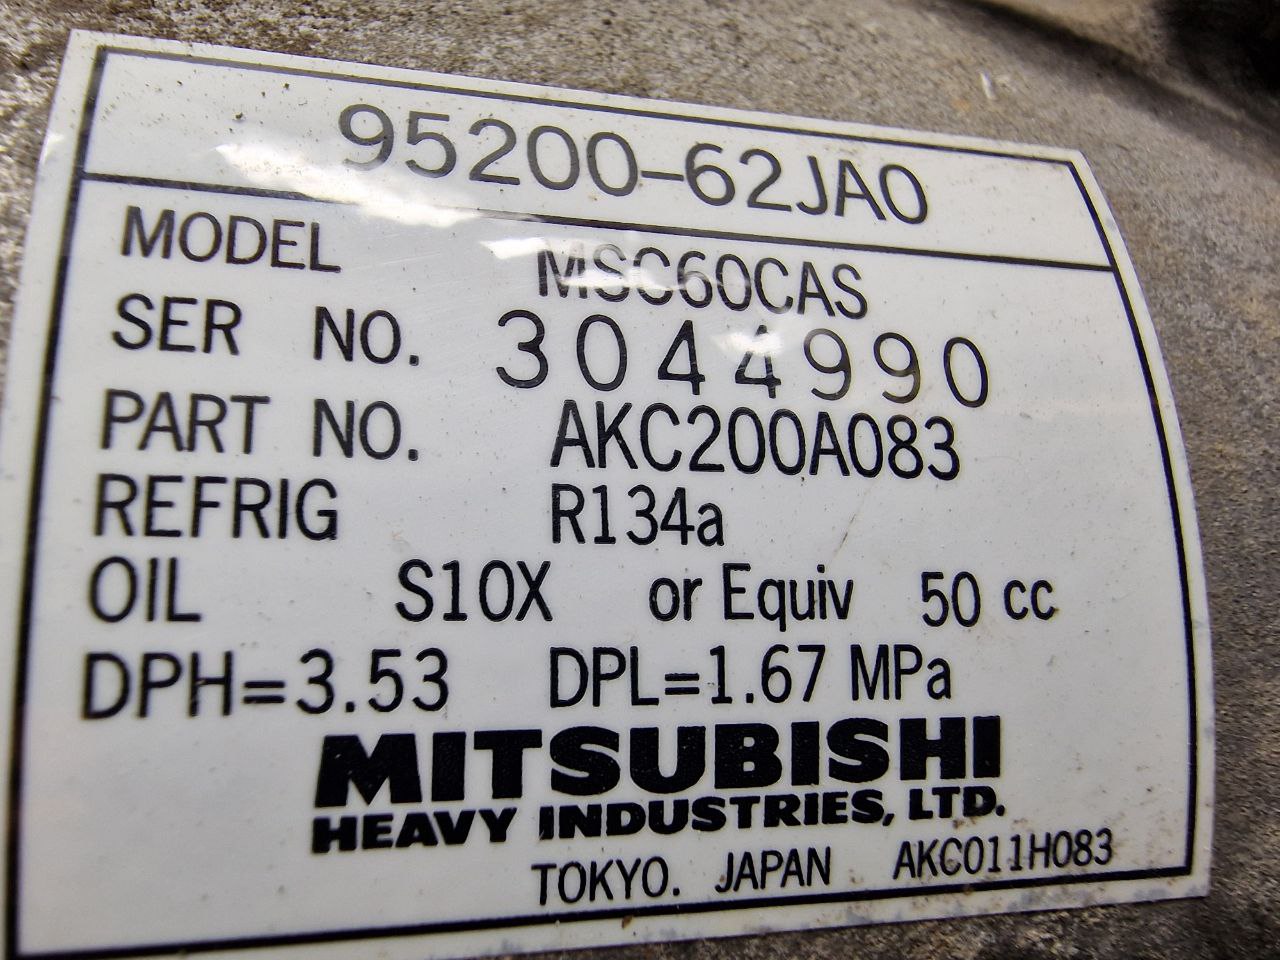 95200-62JA0
MODEL MSC60CAS
SER NO. 3044990
PART NO. AKC200A083
REFRIG R134a
OIL S10X or Equiv 50 cc
DPH=3.53 DPL=1.67 MPa
MITSUBISHI
HEAVY INDUSTRIES, LTD.
TOKYO. JAPAN AKC011H083